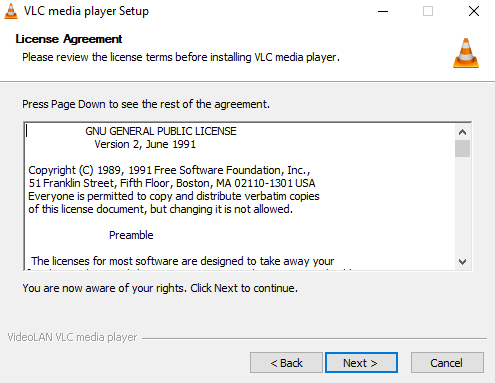 VLC media player Setup
License Agreement
Please review the license terms before installing VLC media player.
Press Page Down to see the rest of the agreement.
GNU GENERAL PUBLIC LICENSE
Version 2, June 1991
Copyright (C) 1989, 1991 Free Software Foundation, Inc.,
51 Franklin Street, Fifth Floor, Boston, MA 02110-1301 USA
Everyone is permitted to copy and distribute verbatim copies
of this license document, but changing it is not allowed.
Preamble
The licenses for most software are designed to take away your
You are now aware of your rights. Click Next to continue.
VideoLAN VLC media player
< Back
Next >
Cancel